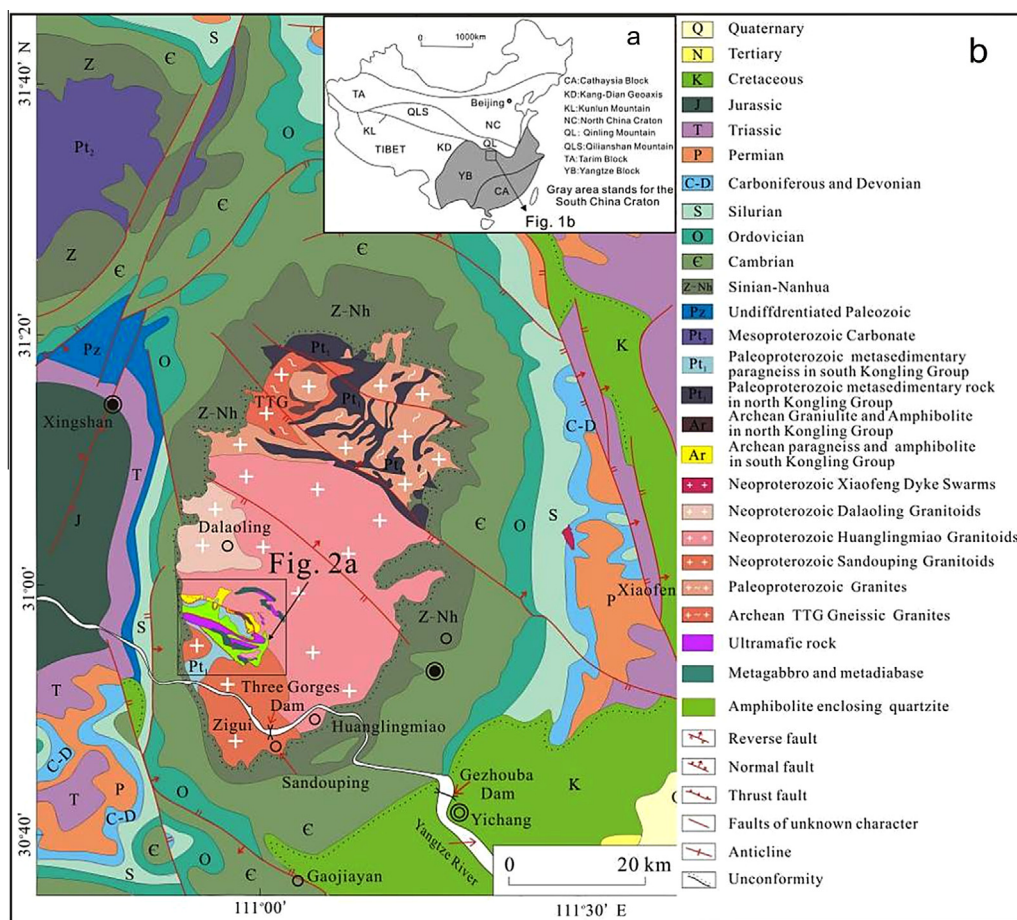 a
0 1000km
CA:Cathaysia Block
KD:Kang-Dian Geoaxis
KL:Kunlun Mountain
NC:North China Craton
QL: Qinling Mountain
QLS:Qilianshan Mountain
TA:Tarim Block
YB:Yangtze Block
Gray area stands for the
South China Craton
Fig. 1b
TA
QLS
KL
TIBET
KD
Beijing
NC
QL
YB
CA
b
Q Quaternary
N Tertiary
K Cretaceous
J Jurassic
T Triassic
P Permian
C-D Carboniferous and Devonian
S Silurian
O Ordovician
Є Cambrian
Z-Nh Sinian-Nanhua
Pz Undiffdrentiated Paleozoic
Pt₂ Mesoproterozoic Carbonate
Pt₁ Paleoproterozoic metasedimentary
paragneiss in south Kongling Group
Pt₁ Paleoproterozoic metasedimentary rock
in north Kongling Group
Ar Archean Graniulite and Amphibolite
in north Kongling Group
Ar Archean paragneiss and amphibolite
in south Kongling Group
Neoproterozoic Xiaofeng Dyke Swarms
Neoproterozoic Dalaoling Granitoids
Neoproterozoic Huanglingmiao Granitoids
Neoproterozoic Sandouping Granitoids
Paleoproterozoic Granites
Archean TTG Gneissic Granites
Ultramafic rock
Metagabbro and metadiabase
Amphibolite enclosing quartzite
Reverse fault
Normal fault
Thrust fault
Faults of unknown character
Anticline
Unconformity
31°40' N
31°20'
31°00'
30°40'
111°00'
111°30' E
S
Z
Є
Pt₂
O
Є
Z
Є
Є
Z-Nh
Pz
O
Pt₁
K
Xingshan
TTG
Pt₁
Z-Nh
C-D
T
Pt₁
Є
O
S
J
Dalaoling
Fig. 2a
P
Xiaofen
Z-Nh
S
Pt₁
T
Three Gorges
Dam
Zigui
Huanglingmiao
C-D
Sandouping
T
P
C-D
Gezhouba
Dam
K
Yichang
O
Є
Є
O
S
Є
Yangtze River
0 20 km
Gaojiayan